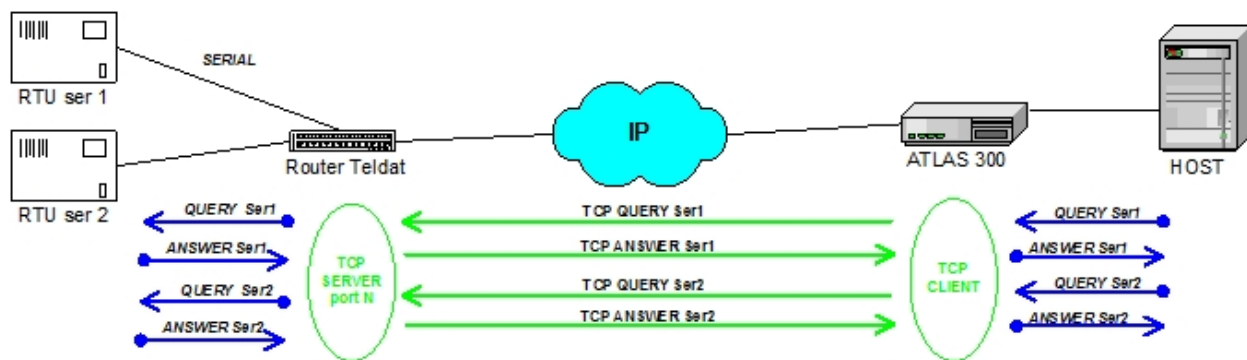 SERIAL
RTU ser 1
IP
Router Teldat
ATLAS 300
HOST
RTU ser 2
QUERY Ser1
TCP QUERY Ser1
QUERY Ser1
ANSWER Ser1
TCP ANSWER Ser1
ANSWER Ser1
TCP
SERVER
port N
TCP
CLIENT
QUERY Ser2
TCP QUERY Ser2
QUERY Ser2
ANSWER Ser2
TCP ANSWER Ser2
ANSWER Ser2